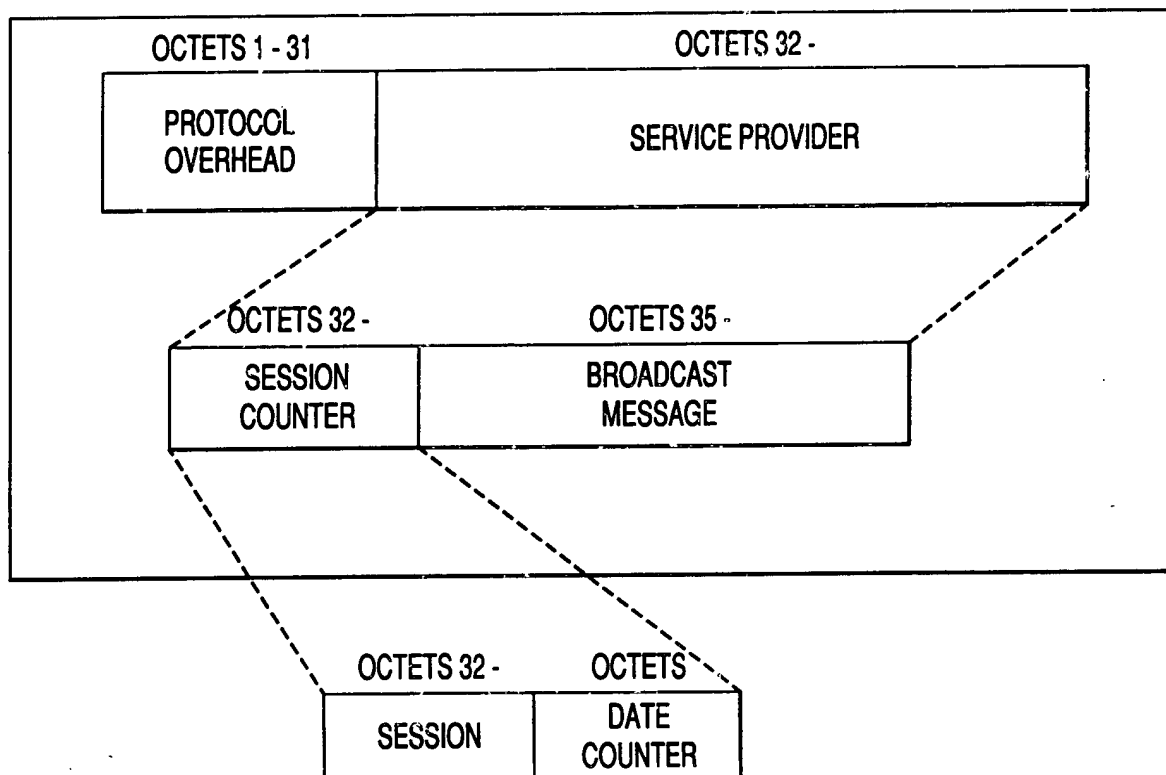 OCTETS 1 - 31
OCTETS 32 -
PROTOCOL
OVERHEAD
SERVICE PROVIDER
OCTETS 32 -
OCTETS 35 -
SESSION
COUNTER
BROADCAST
MESSAGE
OCTETS 32 -
OCTETS
SESSION
DATE
COUNTER